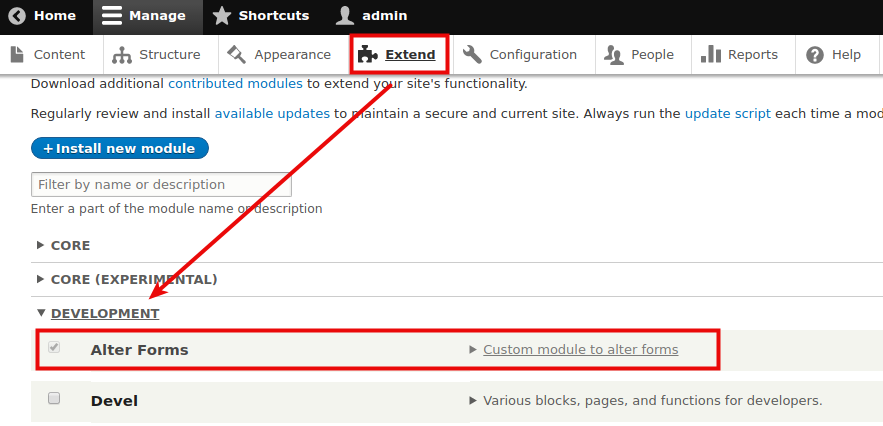 Home Manage Shortcuts admin
Content Structure Appearance Extend Configuration People Reports Help
Download additional contributed modules to extend your site's functionality.
Regularly review and install available updates to maintain a secure and current site. Always run the update script each time a mod
+Install new module
Filter by name or description
Enter a part of the module name or description
CORE
CORE (EXPERIMENTAL)
DEVELOPMENT
Alter Forms Custom module to alter forms
Devel Various blocks, pages, and functions for developers.